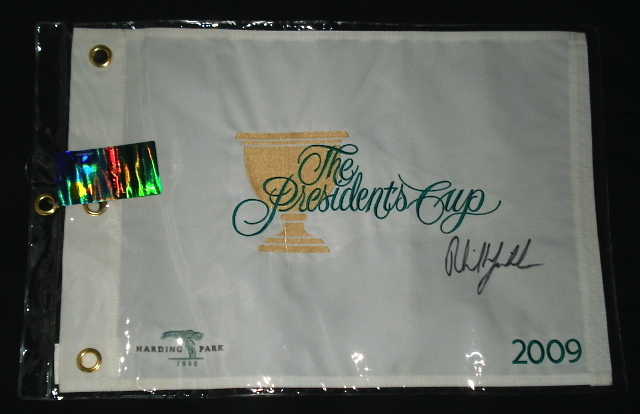 The
Presidents Cup
HARDING PARK
1925
2009